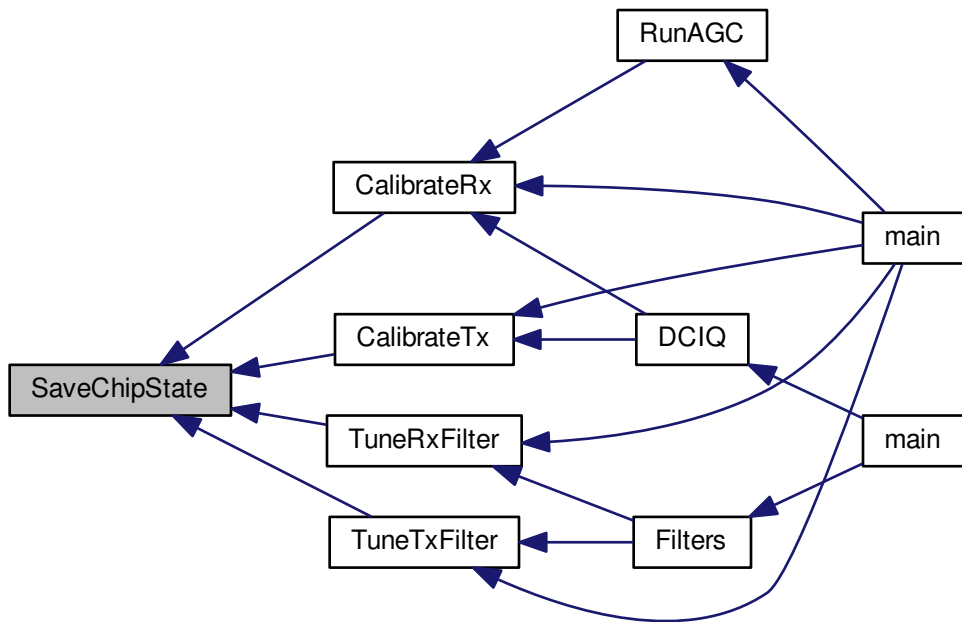 RunAGC
CalibrateRx
main
CalibrateTx
DCIQ
SaveChipState
TuneRxFilter
main
TuneTxFilter
Filters